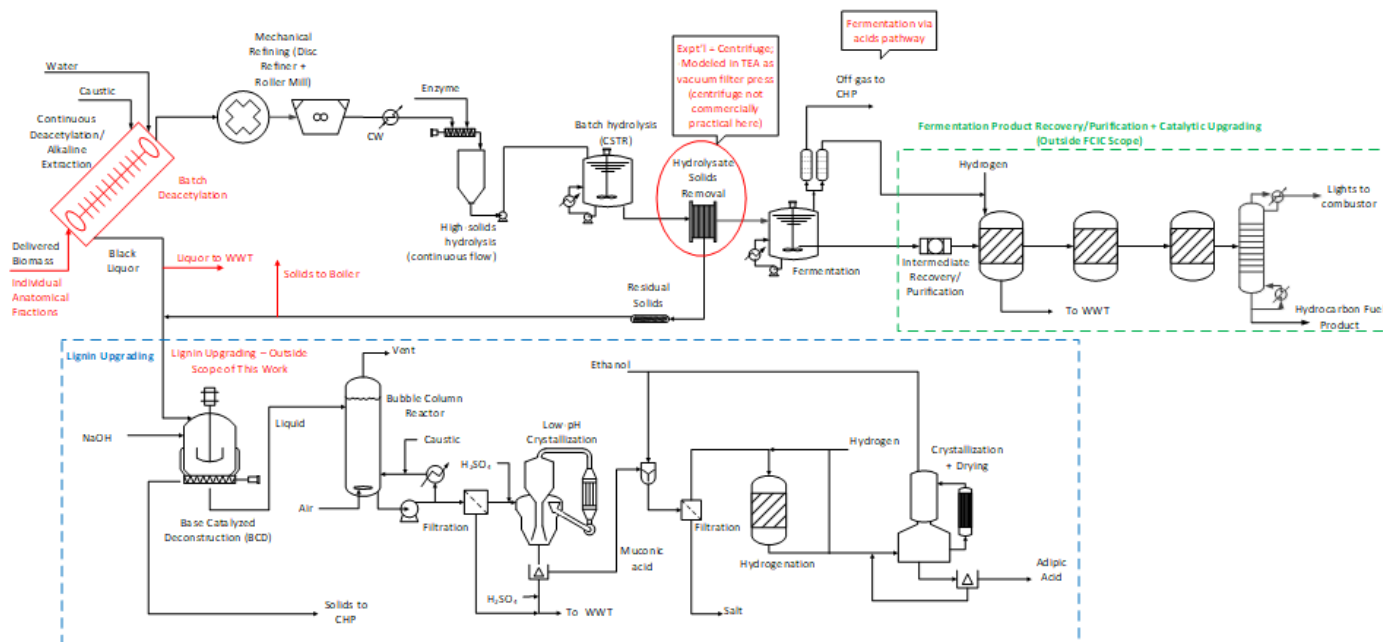 Water
Caustic
Continuous
Deacetylation/
Alkaline
Extraction
Batch
Deacetylation
Delivered
Biomass
Individual
Anatomical
Fractions
Black
Liquor
Liquor to WWT
Solids to Boiler
Mechanical
Refining (Disc
Refiner +
Roller Mill)
CW
Enzyme
High-solids
hydrolysis
(continuous flow)
Batch hydrolysis
(CSTR)
Expt'l = Centrifuge;
Modeled in TEA as
vacuum filter press
(centrifuge not
commercially
practical here)
Hydrolysate
Solids
Removal
Residual
Solids
Fermentation via
acids pathway
Off gas to
CHP
Fermentation
Fermentation Product Recovery/Purification + Catalytic Upgrading
(Outside FCIC Scope)
Hydrogen
Intermediate
Recovery/
Purification
To WWT
Lights to
combustor
Hydrocarbon Fuel
Product
Lignin Upgrading
Lignin Upgrading – Outside
Scope of This Work
NaOH
Base Catalyzed
Deconstruction (BCD)
Solids to
CHP
Liquid
Vent
Bubble Column
Reactor
Caustic
Air
Filtration
H₂SO₄
Low-pH
Crystallization
H₂SO₄
To WWT
Muconic
acid
Ethanol
Filtration
Salt
Hydrogenation
Hydrogen
Crystallization
+ Drying
Adipic
Acid